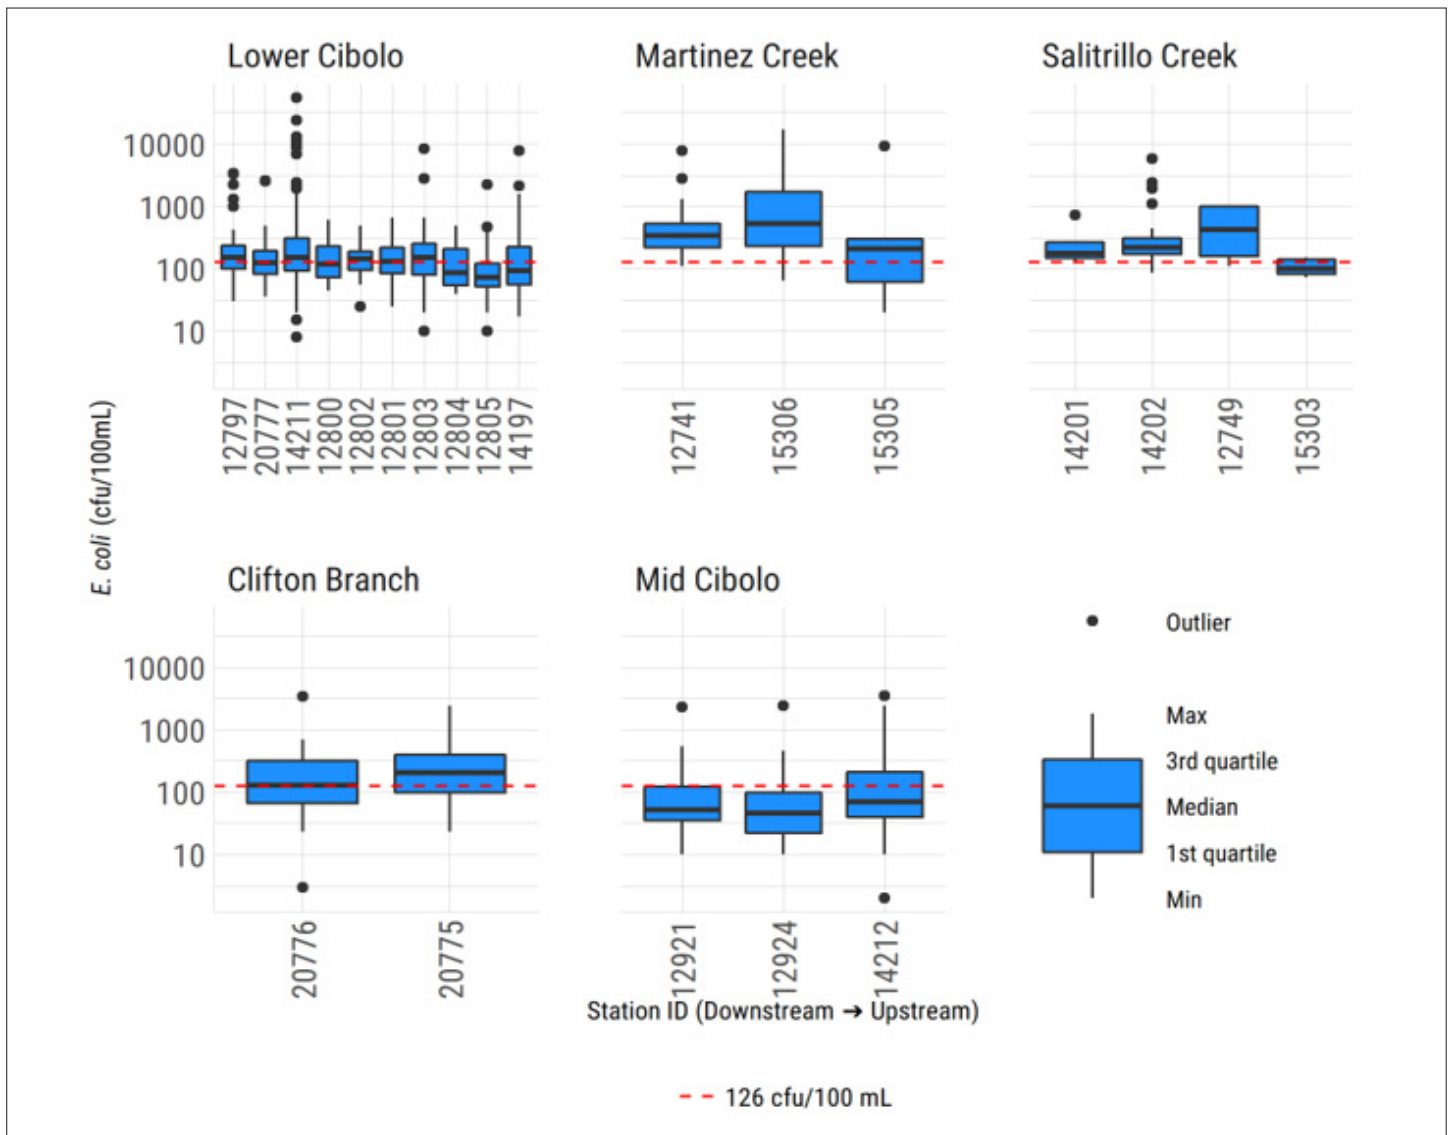 Lower Cibolo
Martinez Creek
Salitrillo Creek
10000
1000
100
10
12797
20777
14211
12800
12802
12801
12803
12804
12805
14197
12741
15306
15305
14201
14202
12749
15303
E. coli (cfu/100mL)
Clifton Branch
Mid Cibolo
10000
1000
100
10
20776
20775
12921
12924
14212
Outlier
Max
3rd quartile
Median
1st quartile
Min
Station ID (Downstream ➔ Upstream)
126 cfu/100 mL